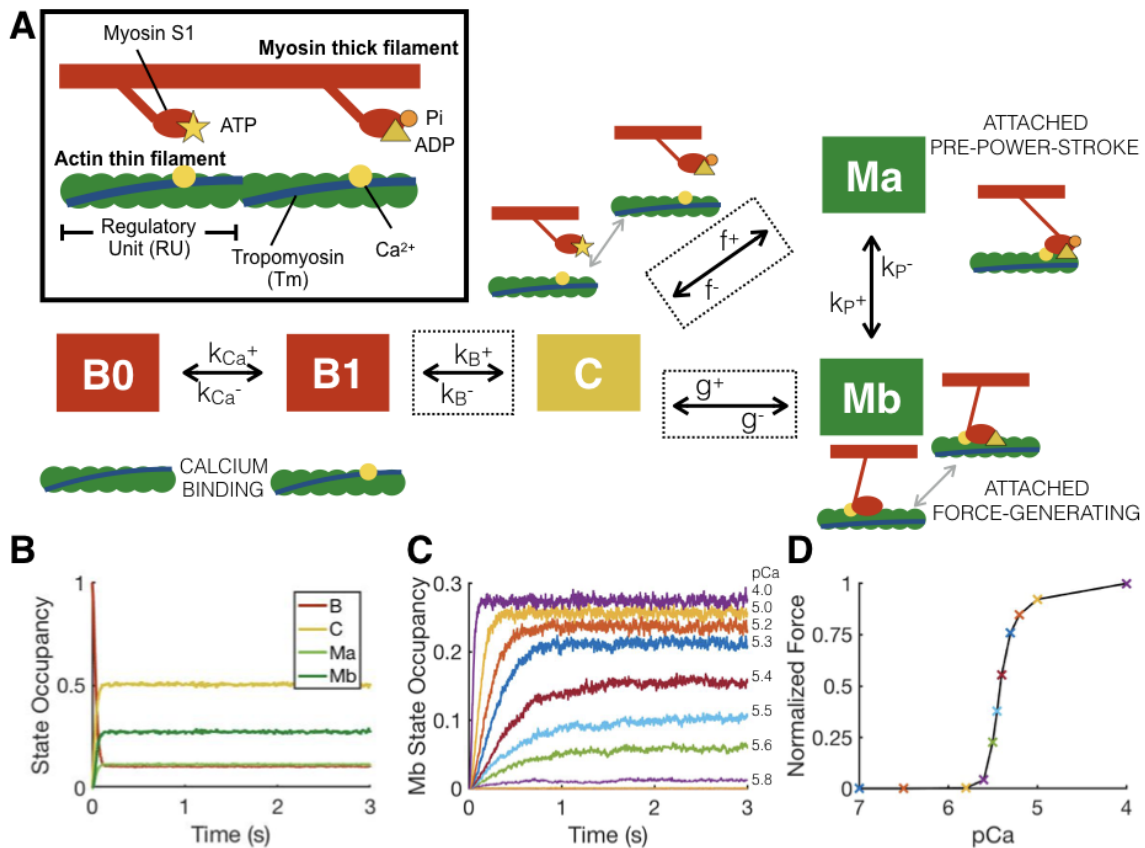 A
Myosin S1
Myosin thick filament
ATP
Pi
ADP
Actin thin filament
Regulatory
Unit (RU)
Tropomyosin
(Tm)
Ca²⁺
ATTACHED
PRE-POWER-STROKE
Ma
f⁺
f⁻
kP⁻
kP⁺
B0
kCa⁺
kCa⁻
B1
kB⁺
kB⁻
C
g⁺
g⁻
Mb
CALCIUM
BINDING
ATTACHED
FORCE-GENERATING
B
State Occupancy
1
0.5
0
0
1
2
3
Time (s)
B
C
Ma
Mb
C
Mb State Occupancy
0.3
0.2
0.1
0
0
1
2
3
Time (s)
pCa
4.0
5.0
5.2
5.3
5.4
5.5
5.6
5.8
D
Normalized Force
1
0.75
0.5
0.25
0
7
6
5
4
pCa